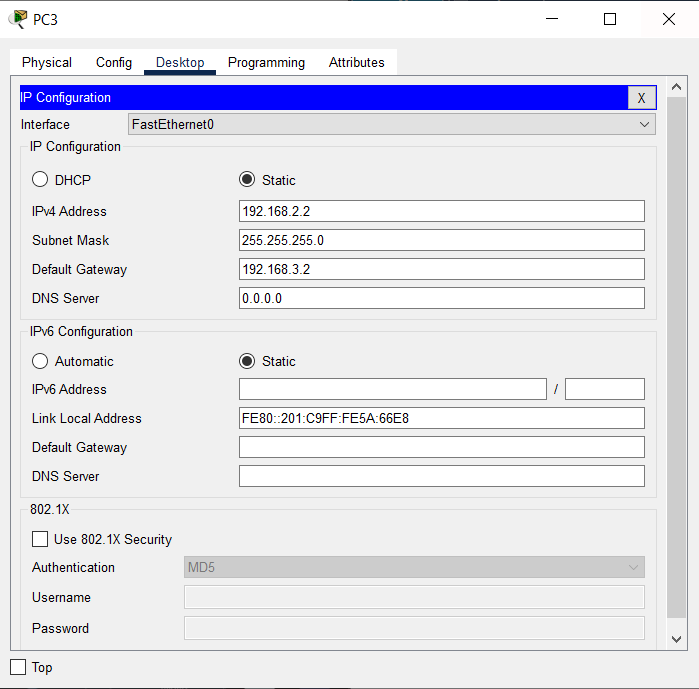 PC3
Physical Config Desktop Programming Attributes
IP Configuration X
Interface FastEthernet0
IP Configuration
DHCP Static
IPv4 Address 192.168.2.2
Subnet Mask 255.255.255.0
Default Gateway 192.168.3.2
DNS Server 0.0.0.0
IPv6 Configuration
Automatic Static
IPv6 Address /
Link Local Address FE80::201:C9FF:FE5A:66E8
Default Gateway
DNS Server
802.1X
Use 802.1X Security
Authentication MD5
Username
Password
Top